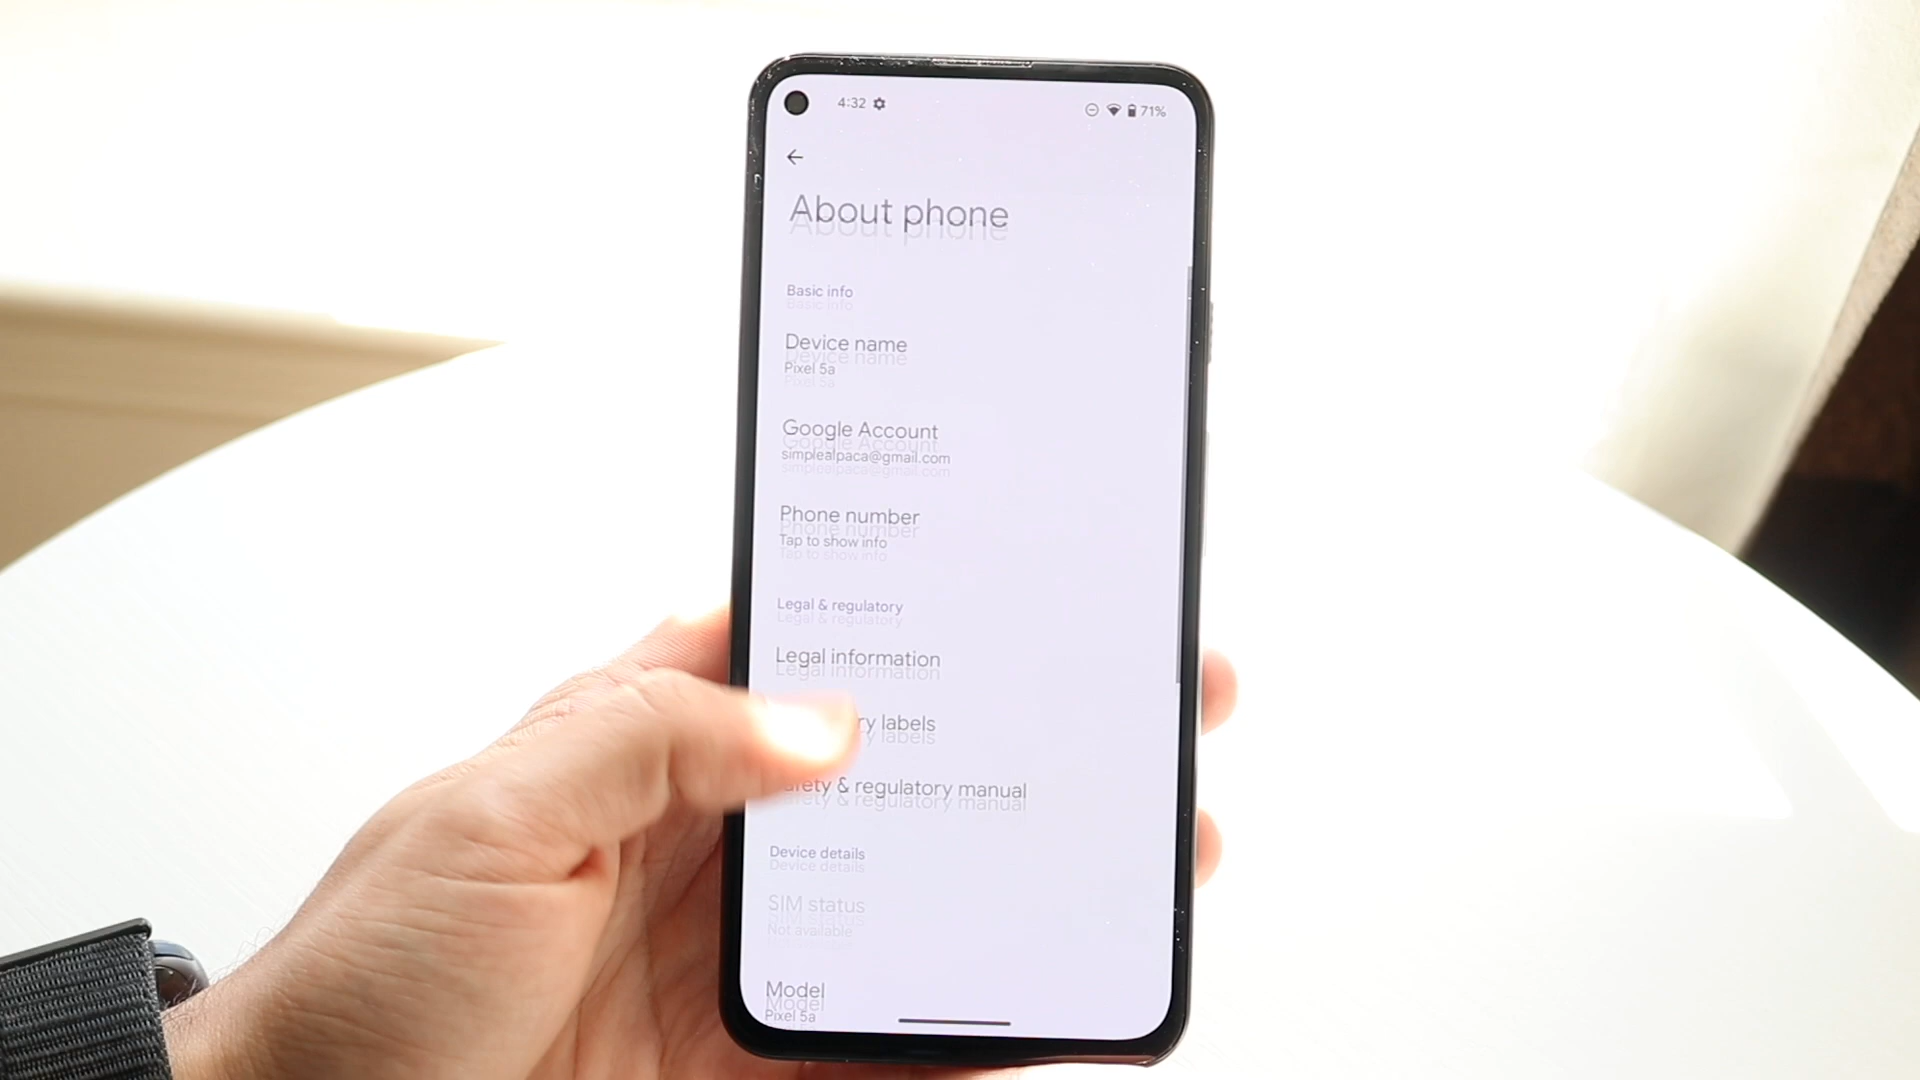 4:32
71%
About phone
Basic info
Device name
Pixel 5a
Google Account
simplealpaca@gmail.com
Phone number
Tap to show info
Legal & regulatory
Legal information
ry labels
afety & regulatory manual
Device details
SIM status
Not available
Model
Pixel 5a